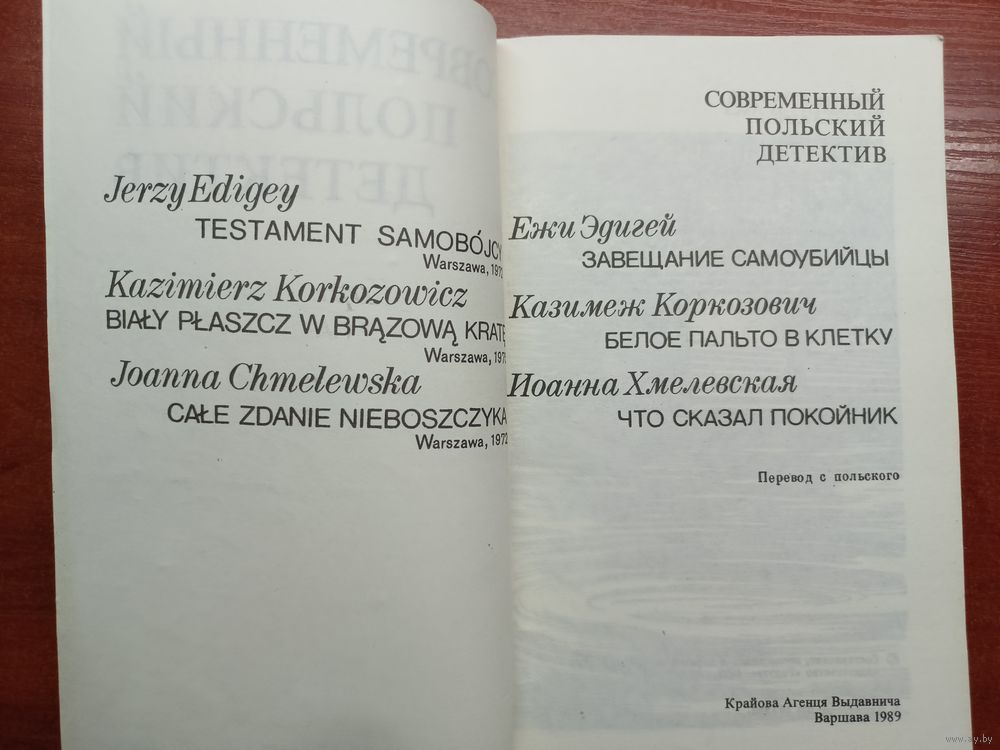 Jerzy Edigey
TESTAMENT SAMOBÓJCY
Warszawa,
Kazimierz Korkozowicz
BIAŁY PŁASZCZ W BRĄZOWĄ KRATĘ
Warszawa,
Joanna Chmelewska
CAŁE ZDANIE NIEBOSZCZYKA
Warszawa, 1972
СОВРЕМЕННЫЙ
ПОЛЬСКИЙ
ДЕТЕКТИВ
Ежи Эдигей
ЗАВЕЩАНИЕ САМОУБИЙЦЫ
Казимеж Коркозович
БЕЛОЕ ПАЛЬТО В КЛЕТКУ
Иоанна Хмелевская
ЧТО СКАЗАЛ ПОКОЙНИК
Перевод с польского
Крайова Агенця Выдавнича
Варшава 1989